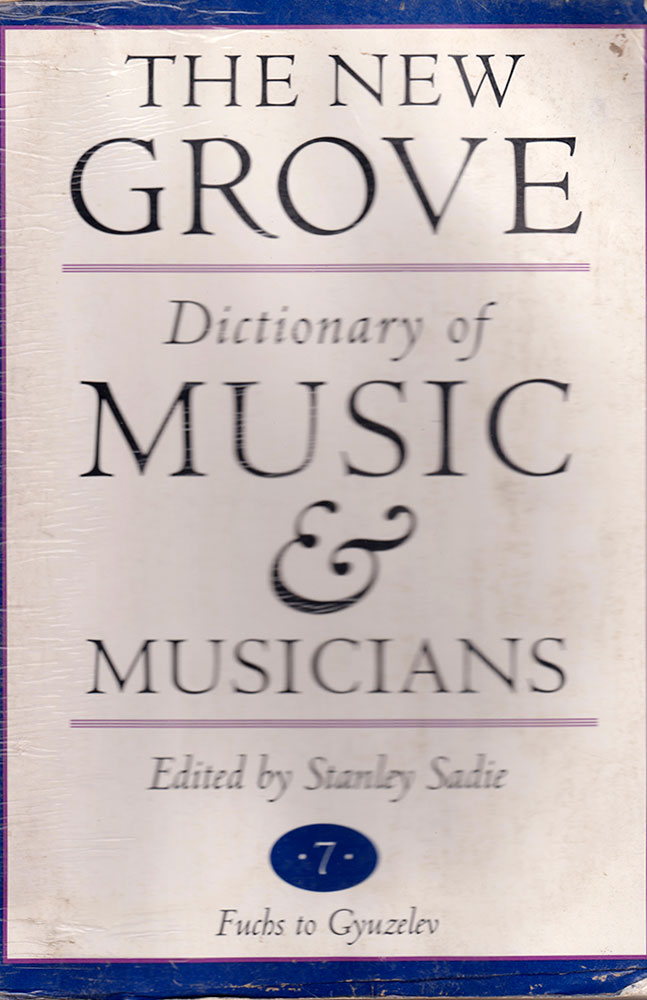 THE NEW
GROVE
Dictionary of
MUSIC
&
MUSICIANS
Edited by Stanley Sadie
·7·
Fuchs to Gyuzelev